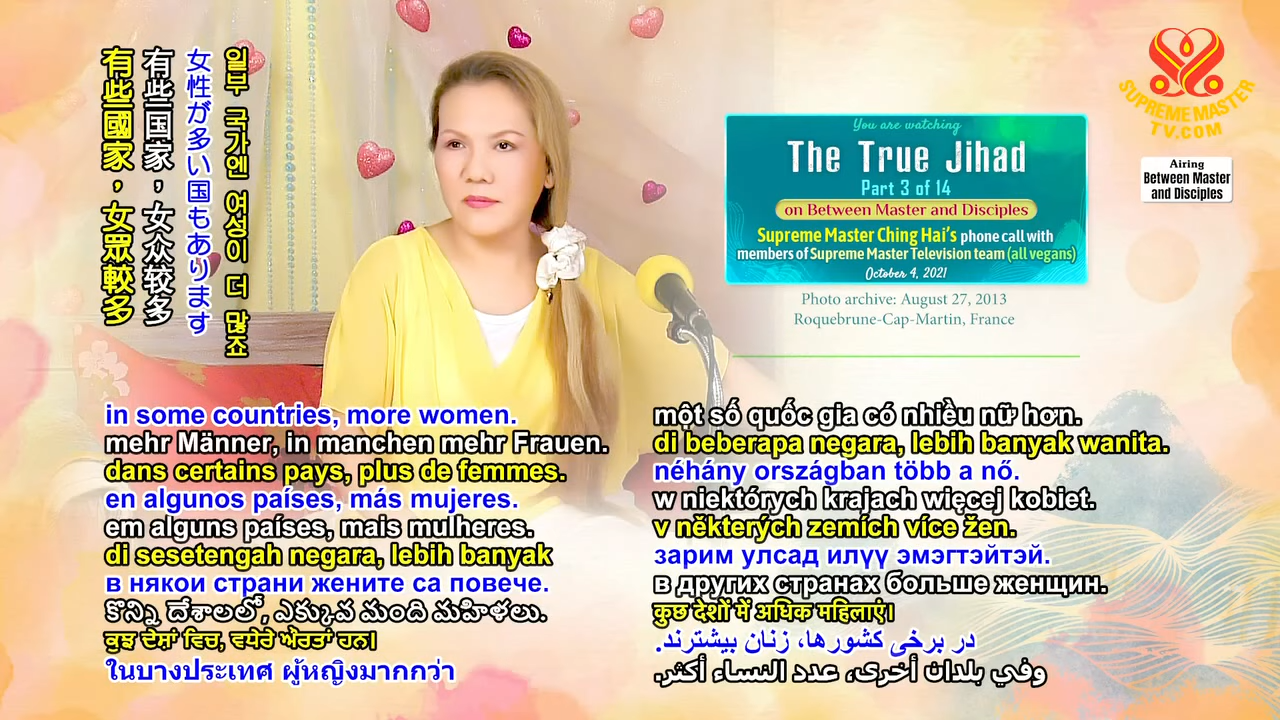 有些國家，女眾較多
有些国家，女众较多
女性が多い国もあります
일부 국가엔 여성이 더 많죠
SUPREME MASTER
TV.COM
Airing
Between Master
and Disciples
You are watching
The True Jihad
Part 3 of 14
on Between Master and Disciples
Supreme Master Ching Hai's phone call with
members of Supreme Master Television team (all vegans)
October 4, 2021
Photo archive: August 27, 2013
Roquebrune-Cap-Martin, France
in some countries, more women.
mehr Männer, in manchen mehr Frauen.
dans certains pays, plus de femmes.
en algunos países, más mujeres.
em alguns países, mais mulheres.
di sesetengah negara, lebih banyak
в някои страни жените са повече.
కొన్ని దేశాలలో, ఎక్కువ మంది మహిళలు.
ਕੁਝ ਦੇਸ਼ਾਂ ਵਿਚ, ਵਧੇਰੇ ਔਰਤਾਂ ਹਨ।
ในบางประเทศ ผู้หญิงมากกว่า
một số quốc gia có nhiều nữ hơn.
di beberapa negara, lebih banyak wanita.
néhány országban több a nő.
w niektórych krajach więcej kobiet.
v některých zemích více žen.
зарим улсад илүү эмэгтэйтэй.
в других странах больше женщин.
कुछ देशों में अधिक महिलाएं।
در برخی کشورها، زنان بیشترند.
وفي بلدان أخرى، عدد النساء أكثر.